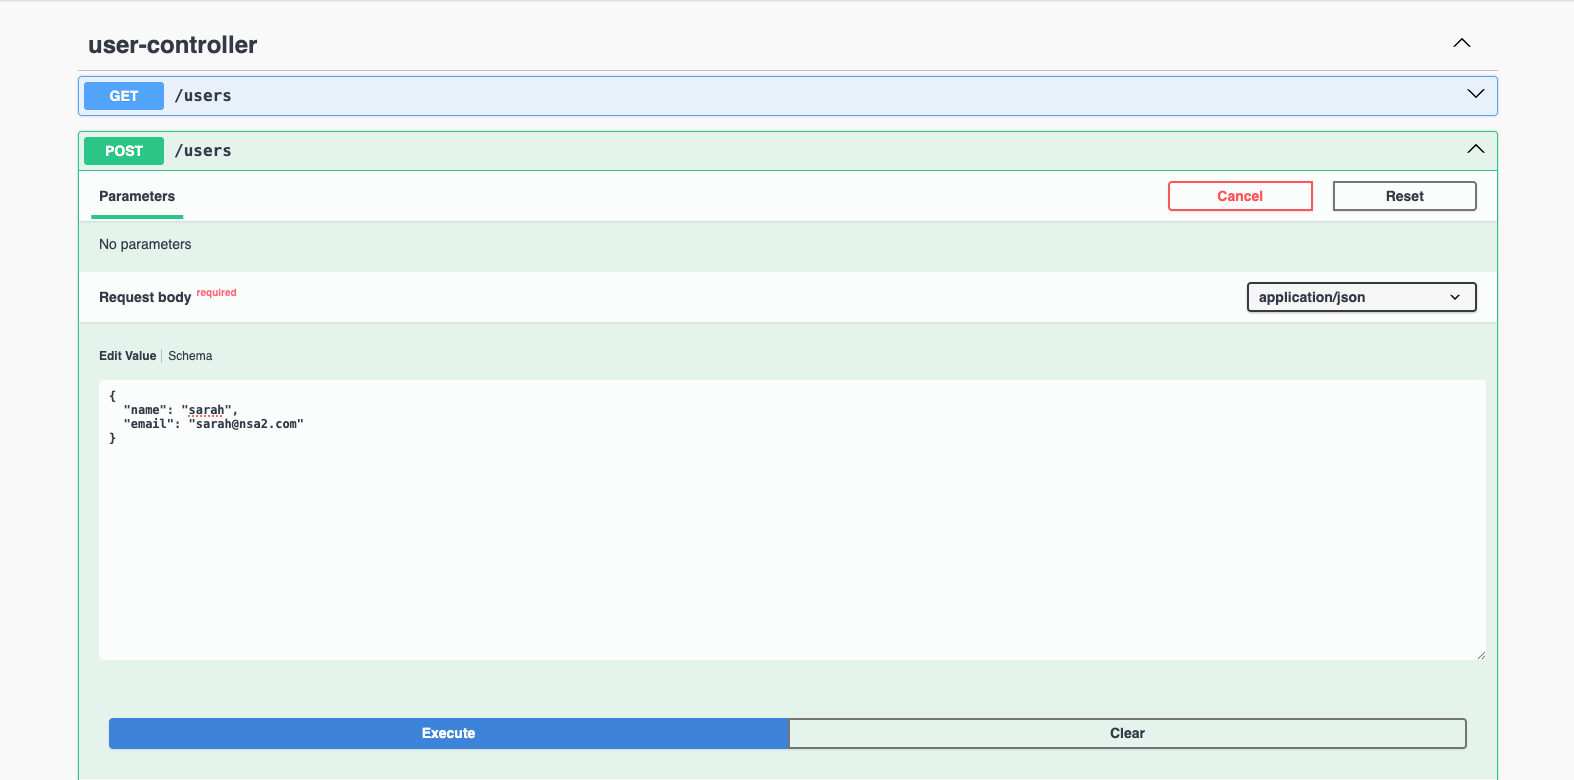 user-controller
GET /users
POST /users
Parameters Cancel Reset
No parameters
Request body required application/json
Edit Value Schema
{
"name": "sarah",
"email": "sarah@nsa2.com"
}
Execute Clear